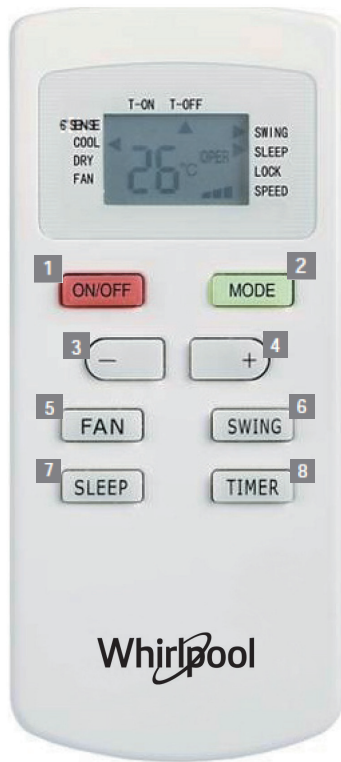 T-ON T-OFF
6th SENSE
COOL
DRY
FAN
26°C
OPER
SWING
SLEEP
LOCK
SPEED
1
ON/OFF
2
MODE
3
−
4
+
5
FAN
6
SWING
7
SLEEP
8
TIMER
Whirlpool